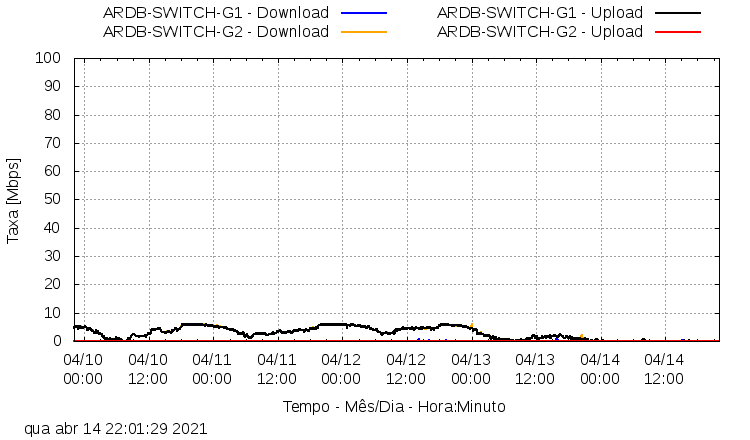 ARDB-SWITCH-G1 - Download ARDB-SWITCH-G1 - Upload
ARDB-SWITCH-G2 - Download ARDB-SWITCH-G2 - Upload
Taxa [Mbps]
100
90
80
70
60
50
40
30
20
10
0
04/10 04/10 04/11 04/11 04/12 04/12 04/13 04/13 04/14 04/14
00:00 12:00 00:00 12:00 00:00 12:00 00:00 12:00 00:00 12:00
Tempo - Mês/Dia - Hora:Minuto
qua abr 14 22:01:29 2021